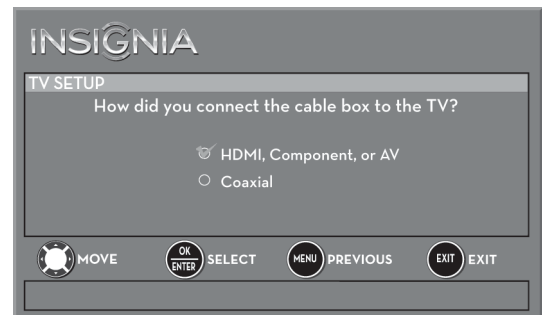 INSIGNIA
TV SETUP
How did you connect the cable box to the TV?
HDMI, Component, or AV
Coaxial
MOVE
OK
ENTER
SELECT
MENU
PREVIOUS
EXIT
EXIT